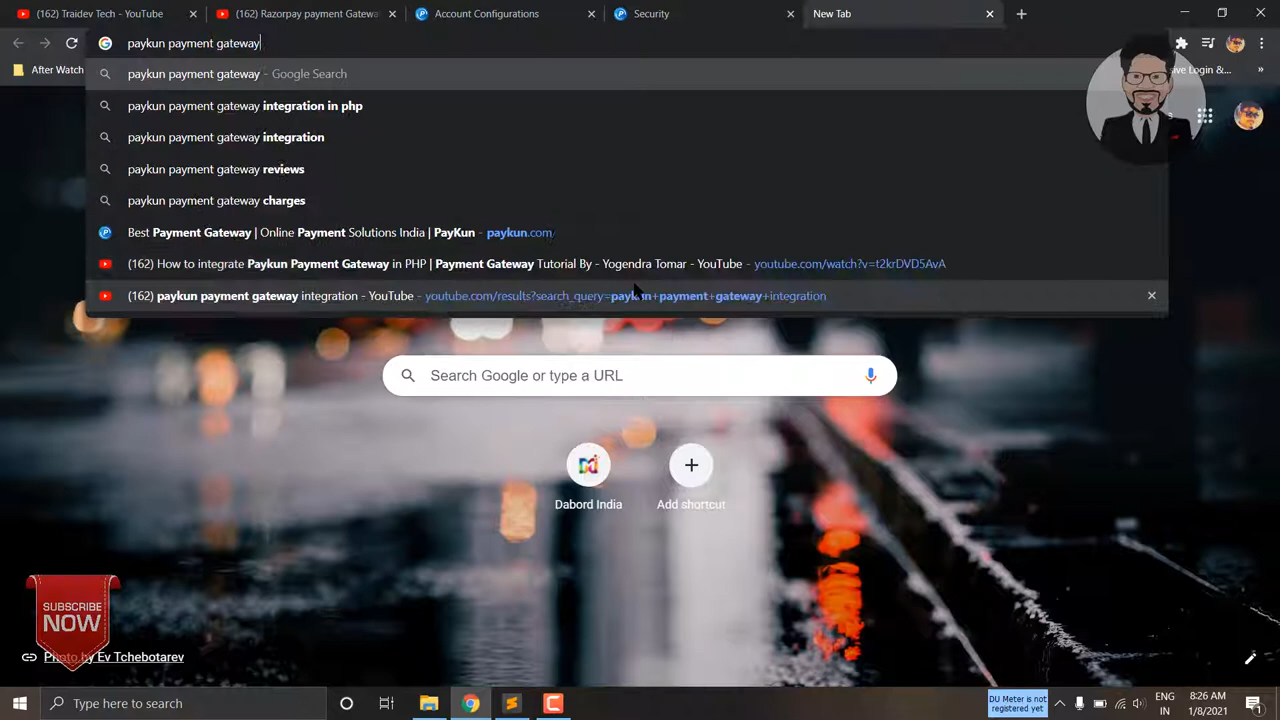 (162) Traidev Tech - YouTube
(162) Razorpay payment Gatewa
Account Configurations
Security
New Tab
paykun payment gateway
After Watch
sive Login &...
paykun payment gateway - Google Search
paykun payment gateway integration in php
paykun payment gateway integration
paykun payment gateway reviews
paykun payment gateway charges
Best Payment Gateway | Online Payment Solutions India | PayKun - paykun.com/
(162) How to integrate Paykun Payment Gateway in PHP | Payment Gateway Tutorial By - Yogendra Tomar - YouTube - youtube.com/watch?v=t2krDVD5AvA
(162) paykun payment gateway integration - YouTube - youtube.com/results?search_query=paykun+payment+gateway+integration
Search Google or type a URL
Dabord India
Add shortcut
SUBSCRIBE
NOW
Photo by Ev Tchebotarev
Type here to search
DU Meter is not
registered yet
ENG
IN
8:26 AM
1/8/2021